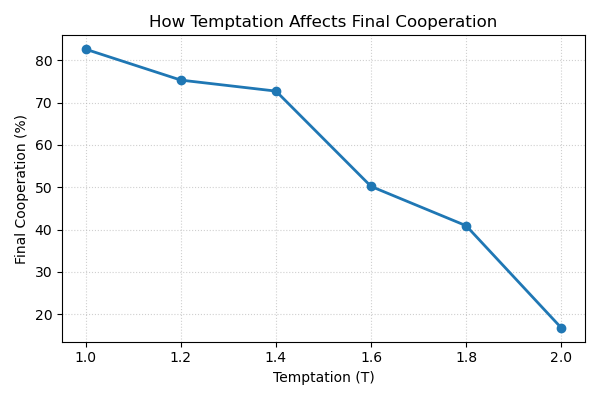 How Temptation Affects Final Cooperation
Final Cooperation (%)
80
70
60
50
40
30
20
1.0 1.2 1.4 1.6 1.8 2.0
Temptation (T)